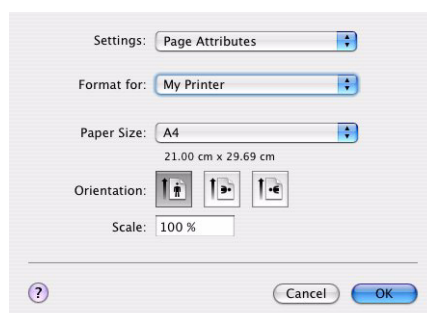 Settings: Page Attributes
Format for: My Printer
Paper Size: A4
21.00 cm x 29.69 cm
Orientation:
Scale: 100 %
? Cancel OK